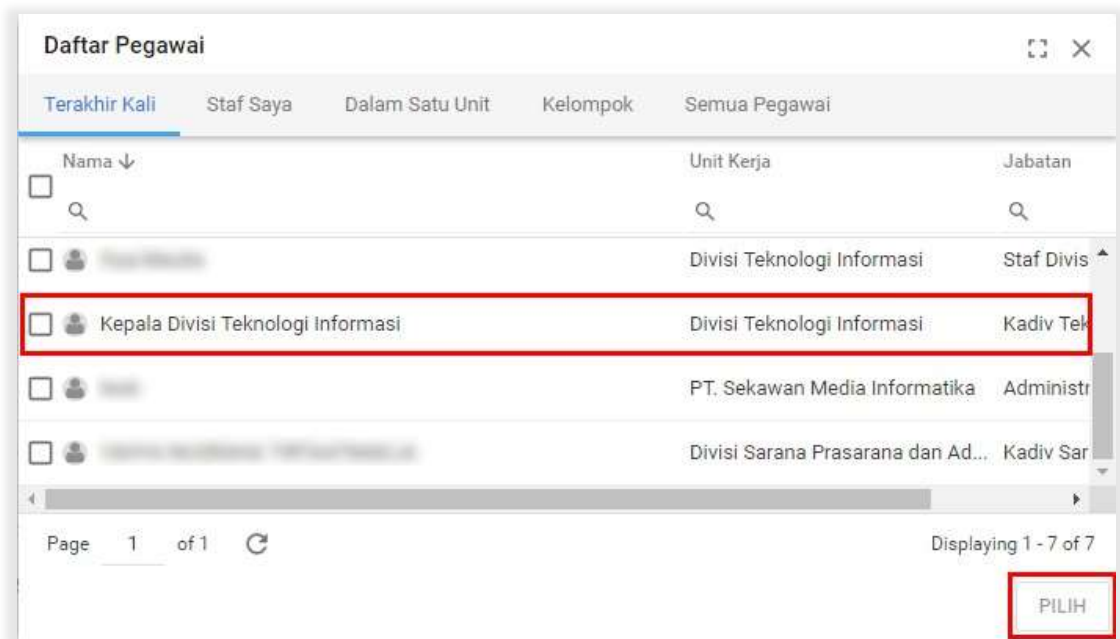 Daftar Pegawai
Terakhir Kali Staf Saya Dalam Satu Unit Kelompok Semua Pegawai
Nama Unit Kerja Jabatan
Divisi Teknologi Informasi Staf Divis
Kepala Divisi Teknologi Informasi Divisi Teknologi Informasi Kadiv Tek
PT. Sekawan Media Informatika Administr
Divisi Sarana Prasarana dan Ad... Kadiv Sar
Page 1 of 1 Displaying 1 - 7 of 7
PILIH